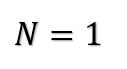 N = 1